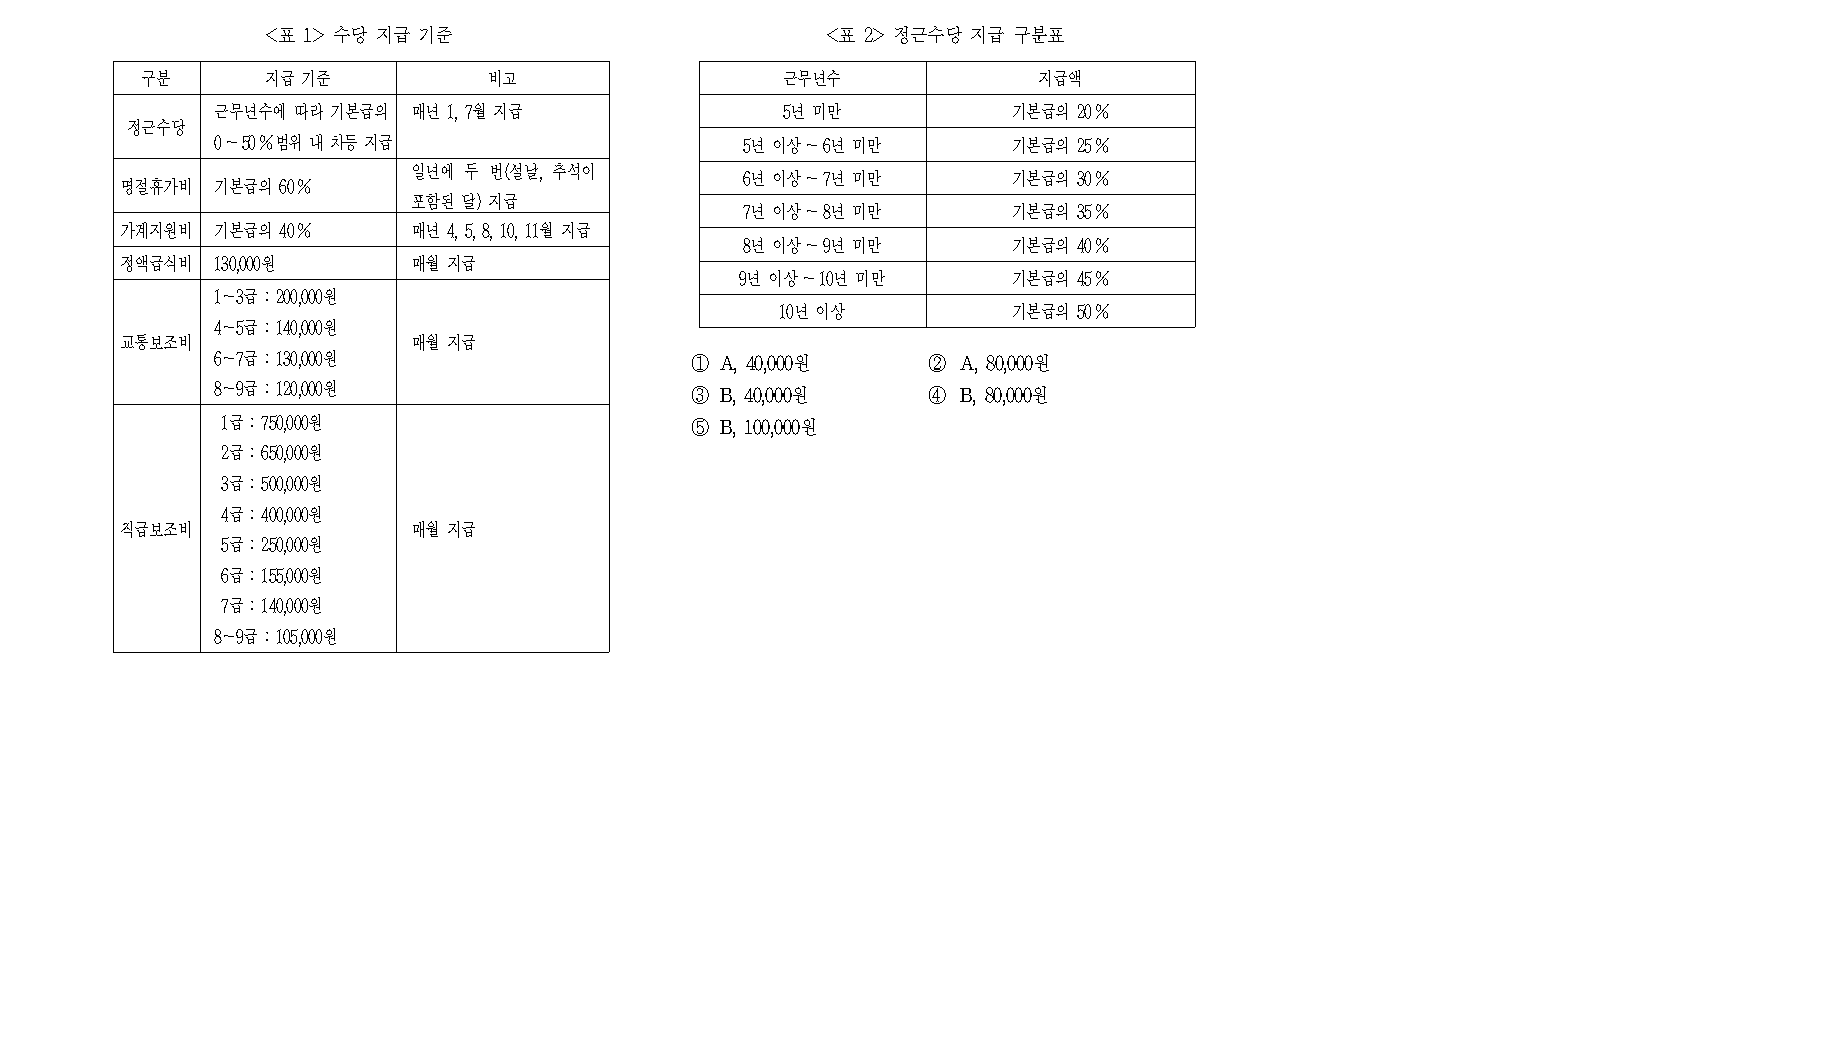 <표 1> 수당 지급 기준
구분 지급 기준 비고
정근수당 근무년수에 따라 기본급의 0 ~ 50 % 범위 내 차등 지급 매년 1, 7월 지급
명절휴가비 기본급의 60 % 일년에 두 번(설날, 추석이 포함된 달) 지급
가계지원비 기본급의 40 % 매년 4, 5, 8, 10, 11월 지급
정액급식비 130,000원 매월 지급
교통보조비 매월 지급
1~3급 : 200,000원
4~5급 : 140,000원
6~7급 : 130,000원
8~9급 : 120,000원
직급보조비 매월 지급
1급 : 750,000원
2급 : 650,000원
3급 : 500,000원
4급 : 400,000원
5급 : 250,000원
6급 : 155,000원
7급 : 140,000원
8~9급 : 105,000원
<표 2> 정근수당 지급 구분표
근무년수 지급액
5년 미만 기본급의 20 %
5년 이상 ~ 6년 미만 기본급의 25 %
6년 이상 ~ 7년 미만 기본급의 30 %
7년 이상 ~ 8년 미만 기본급의 35 %
8년 이상 ~ 9년 미만 기본급의 40 %
9년 이상 ~ 10년 미만 기본급의 45 %
10년 이상 기본급의 50 %
① A, 40,000원 ② A, 80,000원
③ B, 40,000원 ④ B, 80,000원
⑤ B, 100,000원